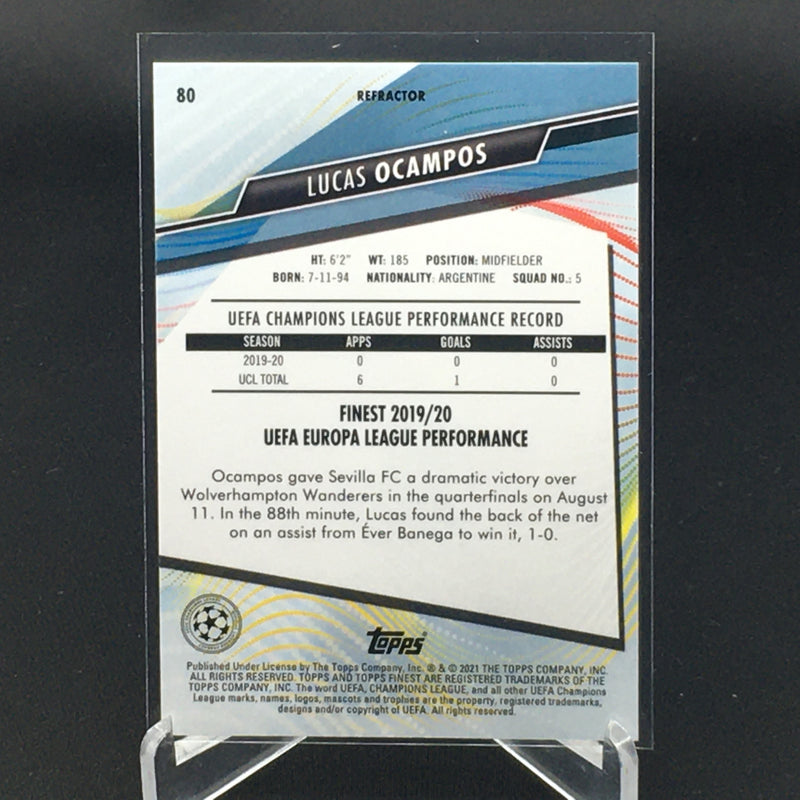 80
REFRACTOR
LUCAS OCAMPOS
HT: 6'2" WT: 185 POSITION: MIDFIELDER
BORN: 7-11-94 NATIONALITY: ARGENTINE SQUAD NO.: 5
UEFA CHAMPIONS LEAGUE PERFORMANCE RECORD
SEASON APPS GOALS ASSISTS
2019-20 0 0 0
UCL TOTAL 6 1 0
FINEST 2019/20
UEFA EUROPA LEAGUE PERFORMANCE
Ocampos gave Sevilla FC a dramatic victory over
Wolverhampton Wanderers in the quarterfinals on August
11. In the 88th minute, Lucas found the back of the net
on an assist from Éver Banega to win it, 1-0.
Topps
Published Under License by The Topps Company, Inc. ® & © 2021 THE TOPPS COMPANY, INC.
ALL RIGHTS RESERVED. TOPPS AND TOPPS FINEST ARE REGISTERED TRADEMARKS OF THE
TOPPS COMPANY, INC. The word UEFA, CHAMPIONS LEAGUE, and all other UEFA Champions
League marks, names, logos, mascots and trophies are the property, registered trademarks,
designs and/or copyright of UEFA. All rights reserved.